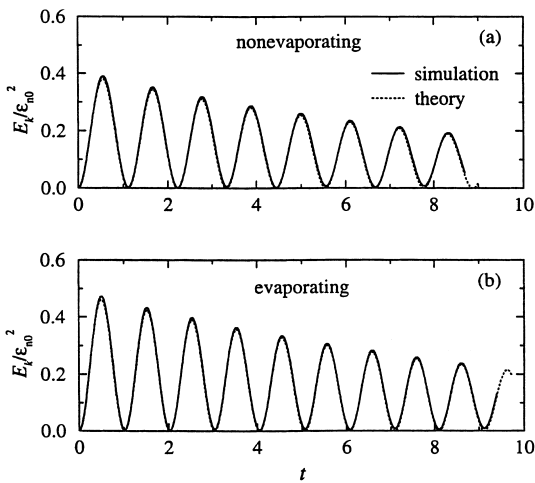 0.6
nonevaporating
(a)
simulation
theory
0.4
0.2
0.0
E_k/ε_n0^2
0 2 4 6 8 10
0.6
evaporating
(b)
0.4
0.2
0.0
E_k/ε_n0^2
0 2 4 6 8 10
t